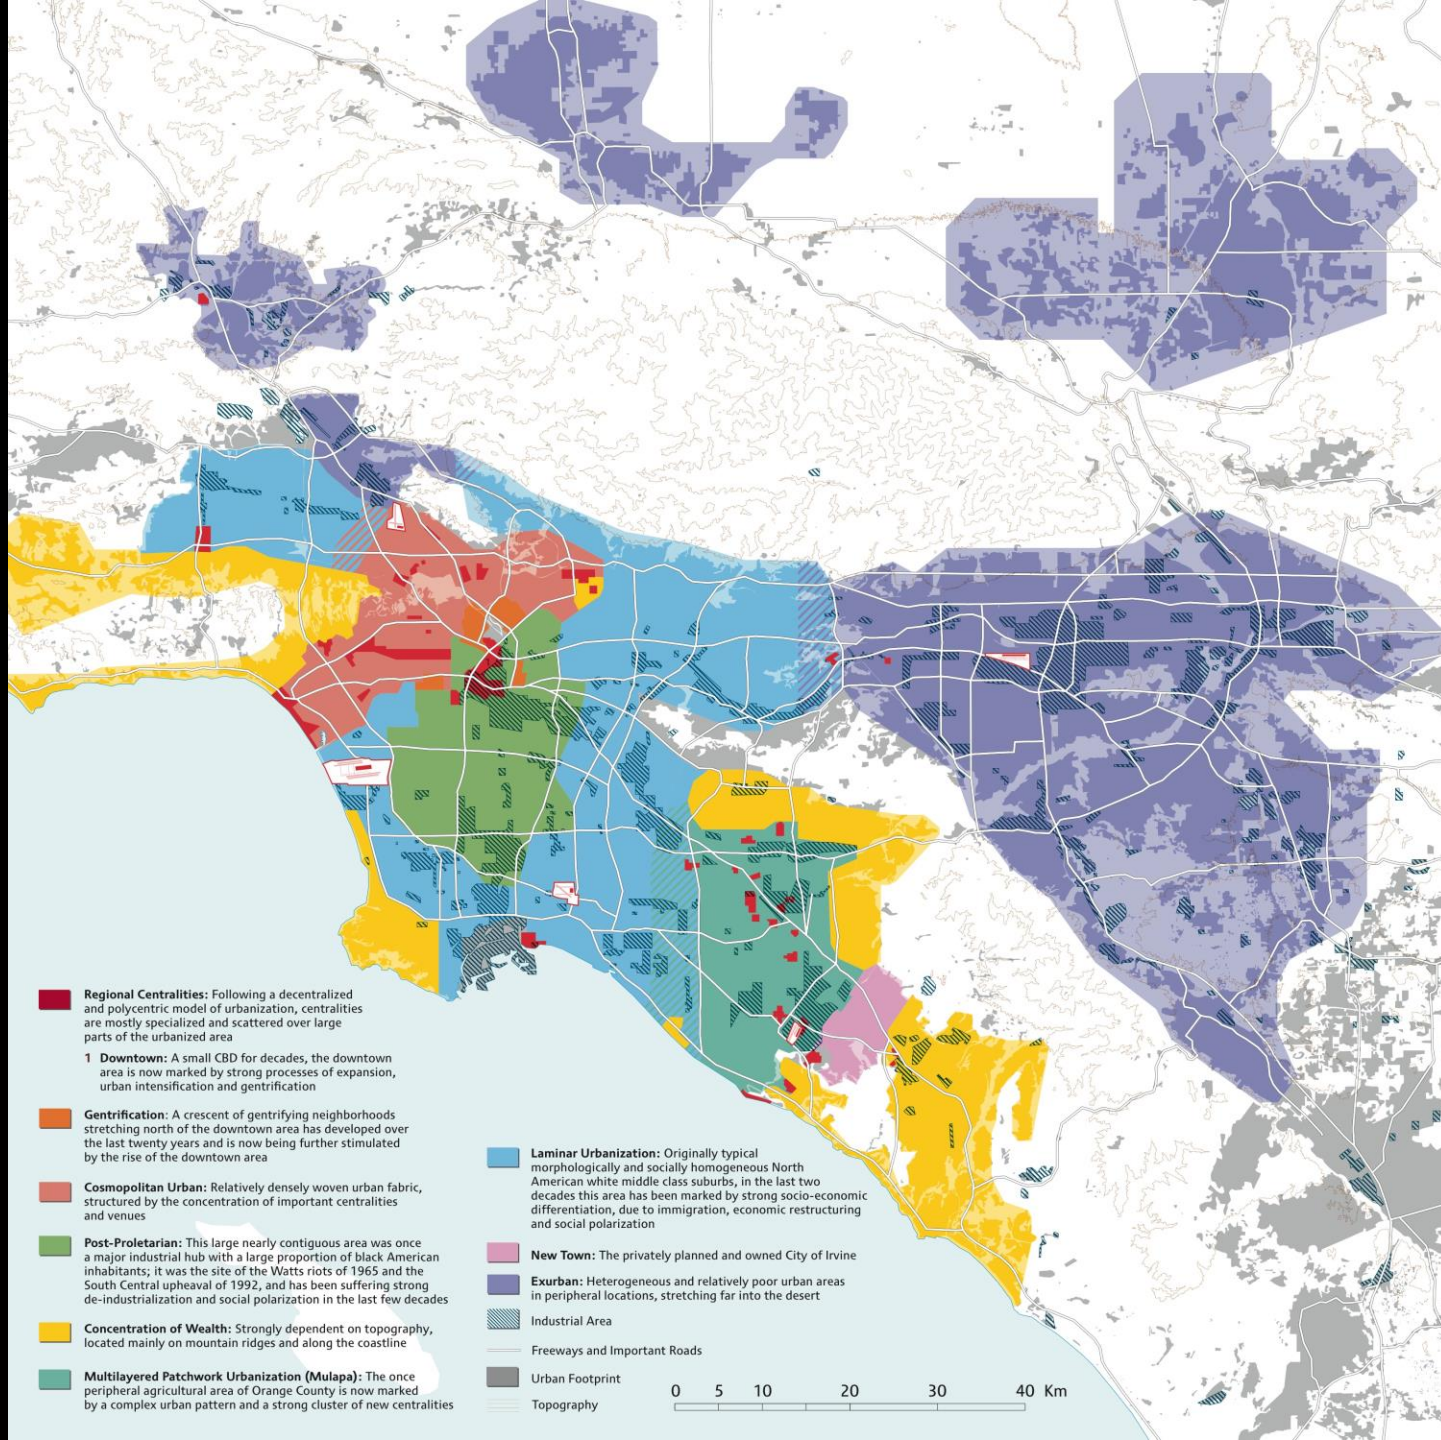 Regional Centralities: Following a decentralized
and polycentric model of urbanization, centralities
are mostly specialized and scattered over large
parts of the urbanized area
1 Downtown: A small CBD for decades, the downtown
area is now marked by strong processes of expansion,
urban intensification and gentrification
Gentrification: A crescent of gentrifying neighborhoods
stretching north of the downtown area has developed over
the last twenty years and is now being further stimulated
by the rise of the downtown area
Cosmopolitan Urban: Relatively densely woven urban fabric,
structured by the concentration of important centralities
and venues
Post-Proletarian: This large nearly contiguous area was once
a major industrial hub with a large proportion of black American
inhabitants; it was the site of the Watts riots of 1965 and the
South Central upheaval of 1992, and has been suffering strong
de-industrialization and social polarization in the last few decades
Concentration of Wealth: Strongly dependent on topography,
located mainly on mountain ridges and along the coastline
Multilayered Patchwork Urbanization (Mulapa): The once
peripheral agricultural area of Orange County is now marked
by a complex urban pattern and a strong cluster of new centralities
Laminar Urbanization: Originally typical
morphologically and socially homogeneous North
American white middle class suburbs, in the last two
decades this area has been marked by strong socio-economic
differentiation, due to immigration, economic restructuring
and social polarization
New Town: The privately planned and owned City of Irvine
Exurban: Heterogeneous and relatively poor urban areas
in peripheral locations, stretching far into the desert
Industrial Area
Freeways and Important Roads
Urban Footprint
Topography
0 5 10 20 30 40 Km